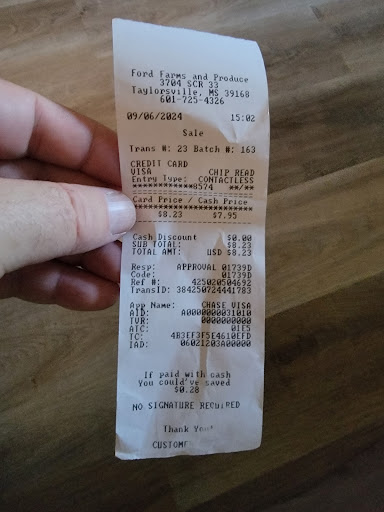 Ford Farms and Produce
3704 SCR 33
Taylorsville, MS 39168
601-725-4326
09/06/2024 15:02
Sale
Trans #: 23 Batch #: 163
CREDIT CARD
VISA CHIP READ
Entry Type: CONTACTLESS
************8574 **/**
Card Price / Cash Price
$8.23 $7.95
Cash Discount $0.00
SUB TOTAL: $8.23
TOTAL AMT: USD $8.23
Resp: APPROVAL 01739D
Code: 01739D
Ref #: 425020504692
TransID: 384250724441783
App Name: CHASE VISA
AID: A0000000031010
TVR: 0000000000
ATC: 01E5
TC: 4B3EF3F5E4610EFD
IAD: 06021203A00000
If paid with cash
You could've saved
$0.28
NO SIGNATURE REQUIRED
Thank You*
CUSTOME